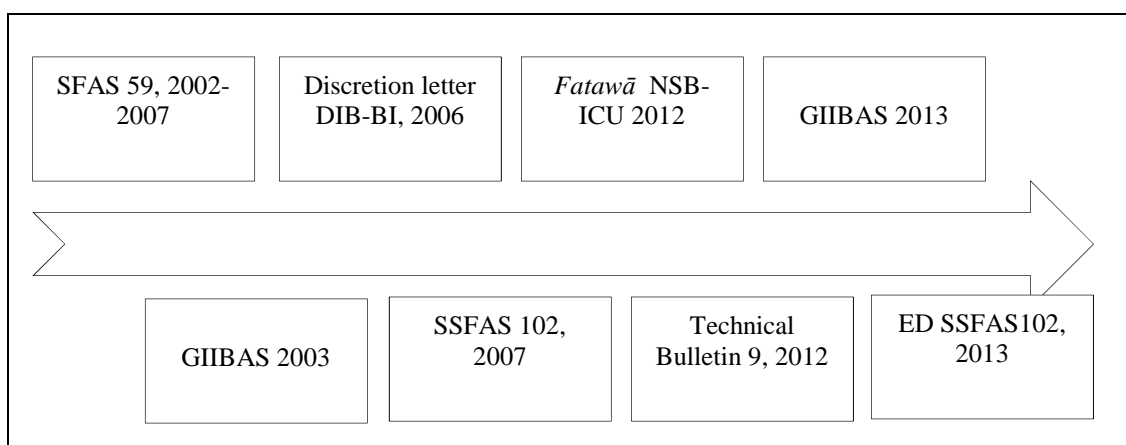 SFAS 59, 2002-
2007
Discretion letter
DIB-BI, 2006
Fatawā NSB-
ICU 2012
GIIBAS 2013
GIIBAS 2003
SSFAS 102,
2007
Technical
Bulletin 9, 2012
ED SSFAS102,
2013